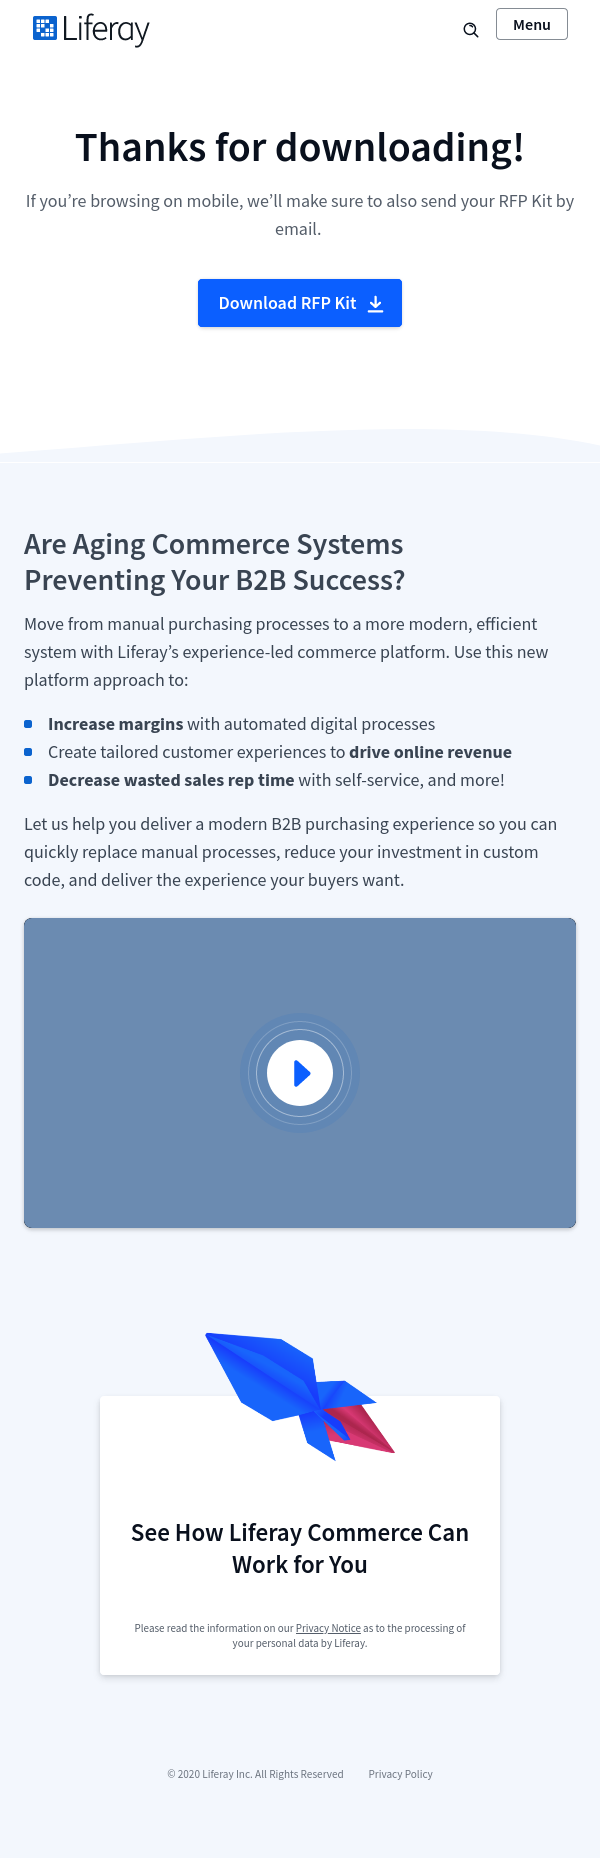 Liferay
Menu
Thanks for downloading!
If you’re browsing on mobile, we’ll make sure to also send your RFP Kit by
email.
Download RFP Kit
Are Aging Commerce Systems
Preventing Your B2B Success?
Move from manual purchasing processes to a more modern, efficient
system with Liferay’s experience-led commerce platform. Use this new
platform approach to:
Increase margins with automated digital processes
Create tailored customer experiences to drive online revenue
Decrease wasted sales rep time with self-service, and more!
Let us help you deliver a modern B2B purchasing experience so you can
quickly replace manual processes, reduce your investment in custom
code, and deliver the experience your buyers want.
See How Liferay Commerce Can
Work for You
Please read the information on our Privacy Notice as to the processing of
your personal data by Liferay.
© 2020 Liferay Inc. All Rights Reserved Privacy Policy